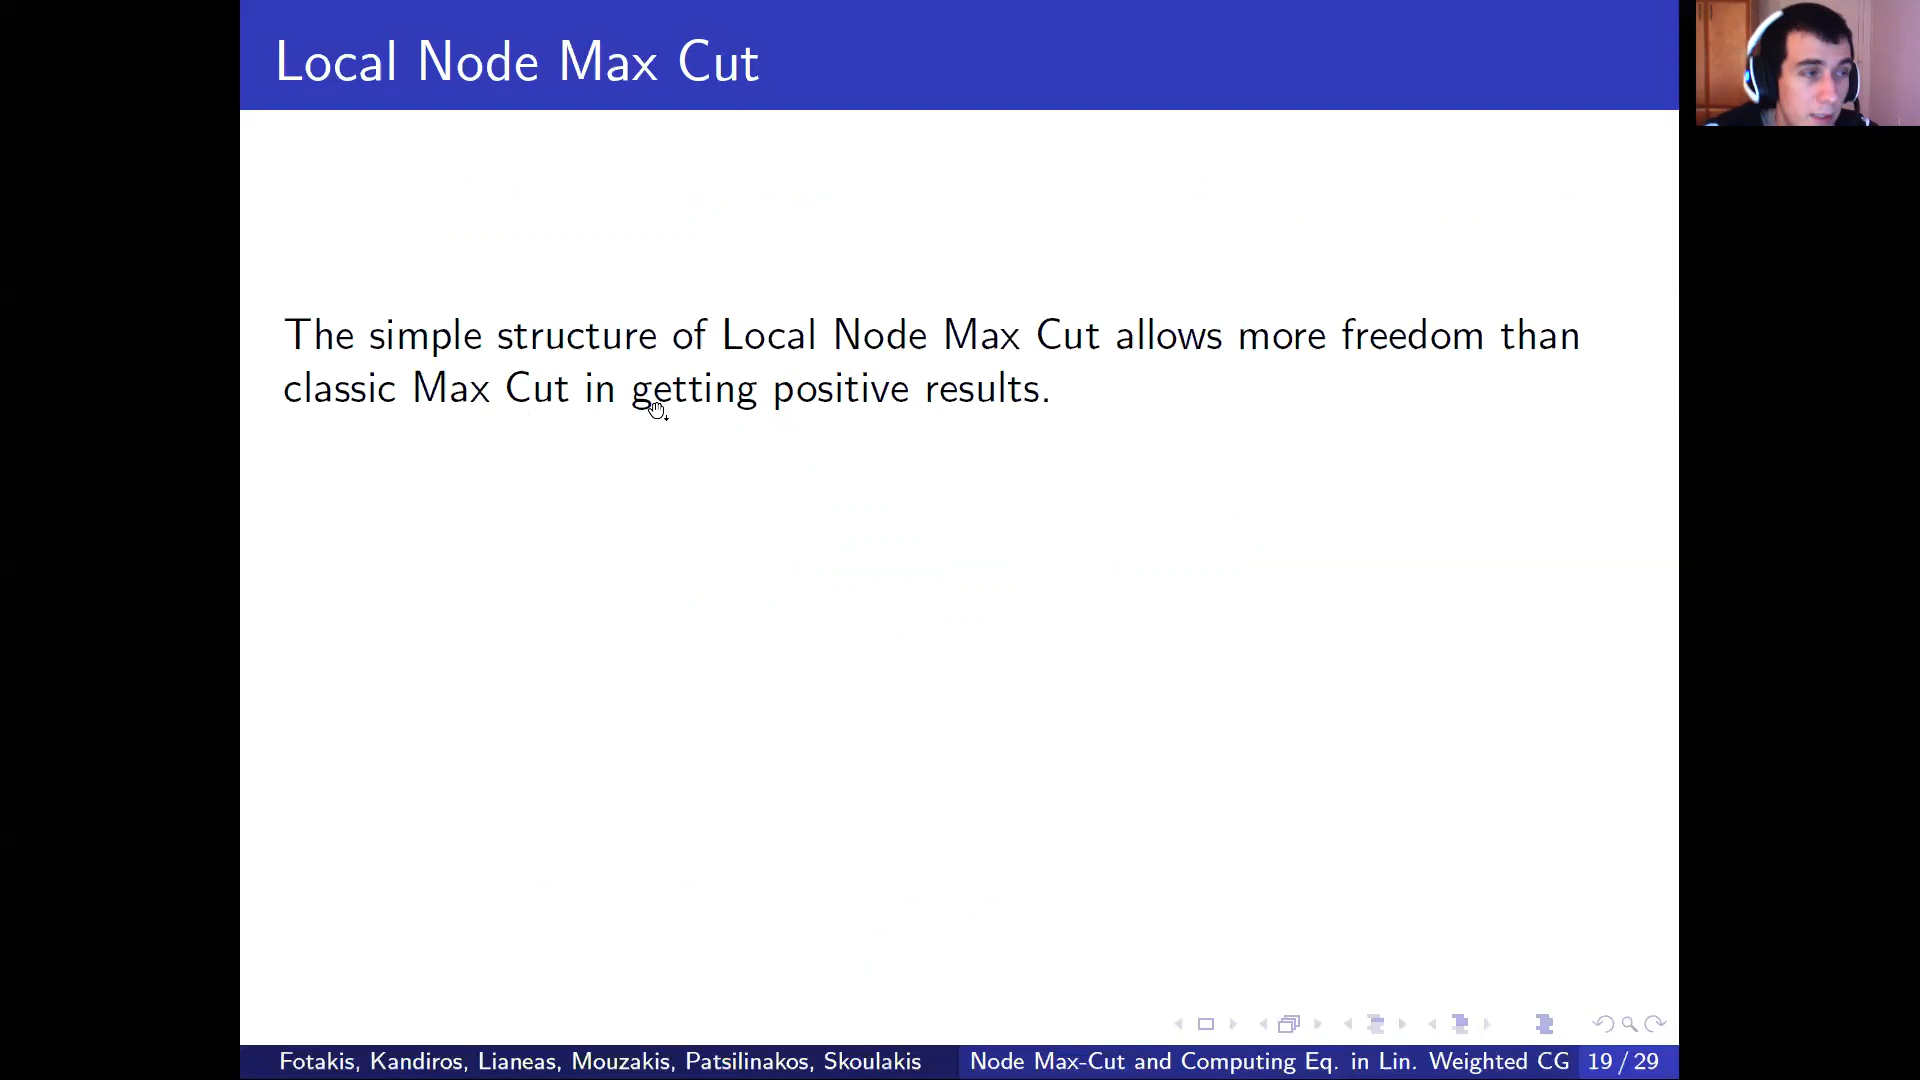 Local Node Max Cut
The simple structure of Local Node Max Cut allows more freedom than
classic Max Cut in getting positive results.
Fotakis, Kandiros, Lianeas, Mouzakis, Patsilinakos, Skoulakis
Node Max-Cut and Computing Eq. in Lin. Weighted CG
19 / 29